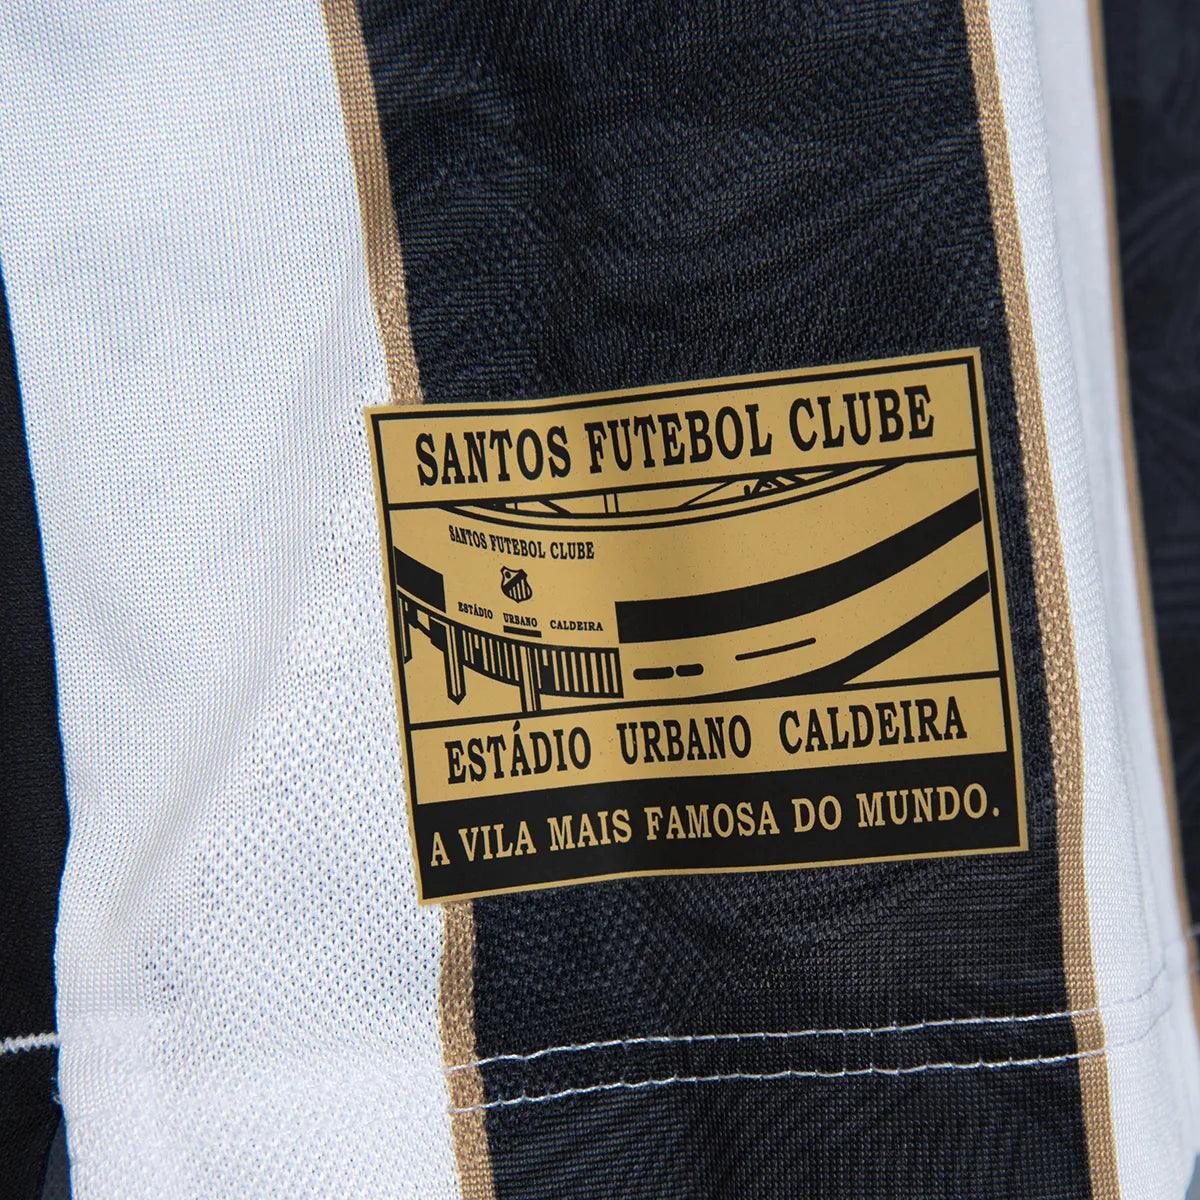 SANTOS FUTEBOL CLUBE
SANTOS FUTEBOL CLUBE
ESTÁDIO URBANO CALDEIRA
ESTÁDIO URBANO CALDEIRA
A VILA MAIS FAMOSA DO MUNDO.